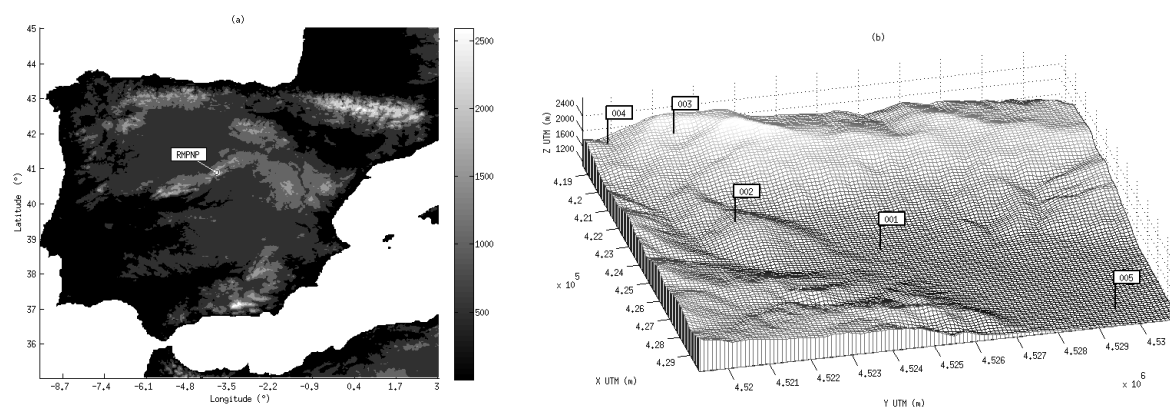 (a)
45
44
43
42
41
40
39
38
37
36
Latitude (°)
RMPNP
-8.7 -7.4 -6.1 -4.8 -3.5 -2.2 -0.9 0.4 1.7 3
Longitude (°)
2500
2000
1500
1000
500
(b)
2400
2000
1600
1200
Z UTM (m)
004
003
002
001
005
4.19
4.2
4.21
4.22
4.23
4.24
4.25
4.26
4.27
4.28
4.29
x 10^5
X UTM (m)
4.52 4.521 4.522 4.523 4.524 4.525 4.526 4.527 4.528 4.529 4.53
x 10^6
Y UTM (m)